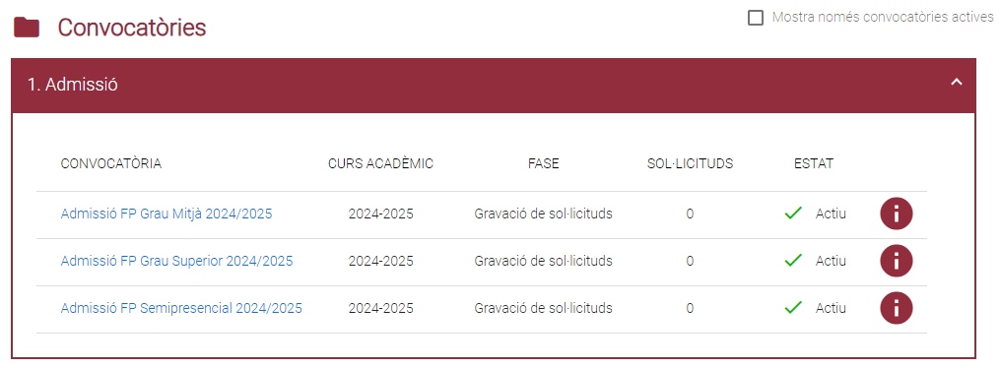 Convocatòries
Mostra només convocatòries actives
1. Admissió
CONVOCATÒRIA CURS ACADÈMIC FASE SOL·LICITUDS ESTAT
Admissió FP Grau Mitjà 2024/2025 2024-2025 Gravació de sol·licituds 0 Actiu
Admissió FP Grau Superior 2024/2025 2024-2025 Gravació de sol·licituds 0 Actiu
Admissió FP Semipresencial 2024/2025 2024-2025 Gravació de sol·licituds 0 Actiu